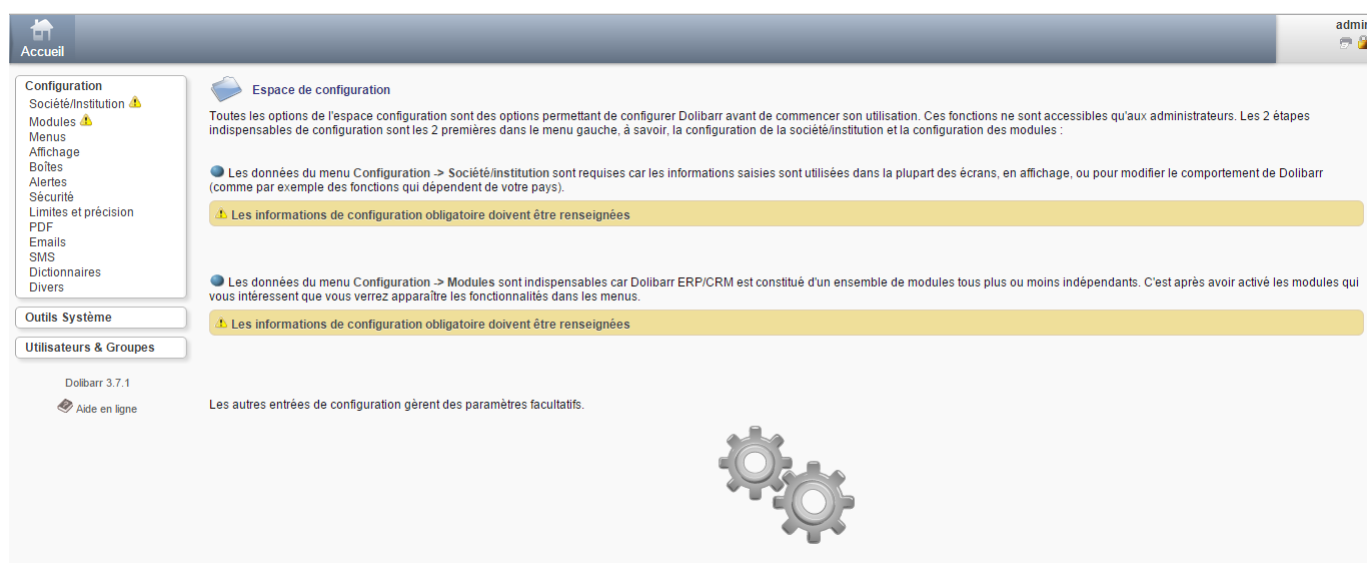 Accueil
admin
Configuration
Société/Institution
Modules
Menus
Affichage
Boîtes
Alertes
Sécurité
Limites et précision
PDF
Emails
SMS
Dictionnaires
Divers
Outils Système
Utilisateurs & Groupes
Dolibarr 3.7.1
Aide en ligne
Espace de configuration
Toutes les options de l'espace configuration sont des options permettant de configurer Dolibarr avant de commencer son utilisation. Ces fonctions ne sont accessibles qu'aux administrateurs. Les 2 étapes
indispensables de configuration sont les 2 premières dans le menu gauche, à savoir, la configuration de la société/institution et la configuration des modules :
Les données du menu Configuration -> Société/institution sont requises car les informations saisies sont utilisées dans la plupart des écrans, en affichage, ou pour modifier le comportement de Dolibarr
(comme par exemple des fonctions qui dépendent de votre pays).
Les informations de configuration obligatoire doivent être renseignées
Les données du menu Configuration -> Modules sont indispensables car Dolibarr ERP/CRM est constitué d'un ensemble de modules tous plus ou moins indépendants. C'est après avoir activé les modules qui
vous intéressent que vous verrez apparaître les fonctionnalités dans les menus.
Les informations de configuration obligatoire doivent être renseignées
Les autres entrées de configuration gèrent des paramètres facultatifs.